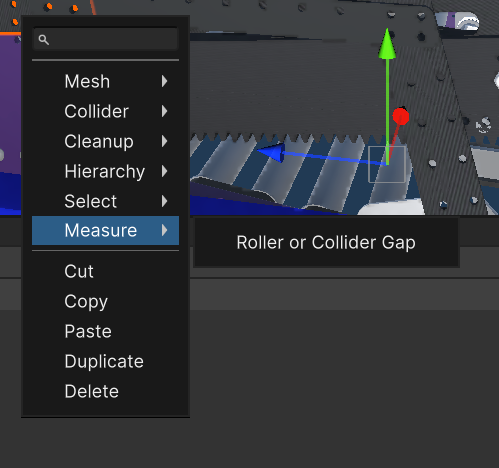 Mesh
Collider
Cleanup
Hierarchy
Select
Measure
Roller or Collider Gap
Cut
Copy
Paste
Duplicate
Delete